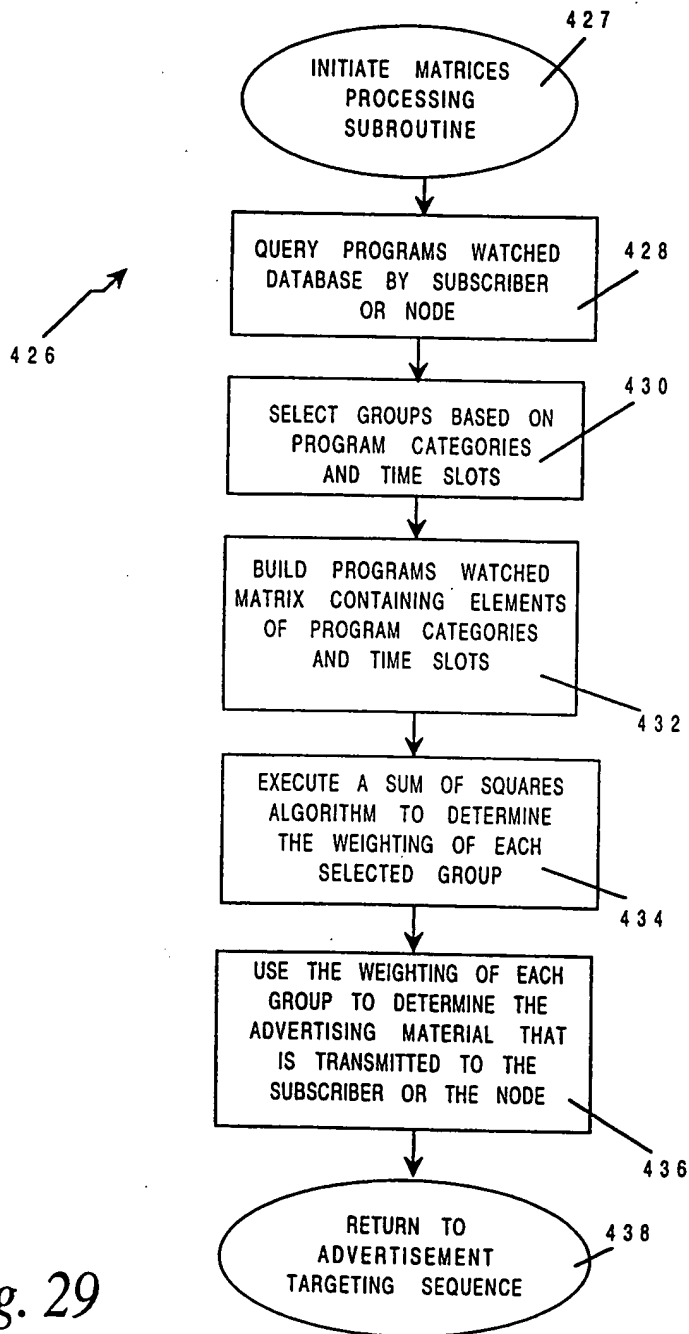 427
INITIATE MATRICES
PROCESSING
SUBROUTINE
QUERY PROGRAMS WATCHED
DATABASE BY SUBSCRIBER
OR NODE
428
426
SELECT GROUPS BASED ON
PROGRAM CATEGORIES
AND TIME SLOTS
430
BUILD PROGRAMS WATCHED
MATRIX CONTAINING ELEMENTS
OF PROGRAM CATEGORIES
AND TIME SLOTS
432
EXECUTE A SUM OF SQUARES
ALGORITHM TO DETERMINE
THE WEIGHTING OF EACH
SELECTED GROUP
434
USE THE WEIGHTING OF EACH
GROUP TO DETERMINE THE
ADVERTISING MATERIAL THAT
IS TRANSMITTED TO THE
SUBSCRIBER OR THE NODE
436
RETURN TO
ADVERTISEMENT
TARGETING SEQUENCE
438
g. 29